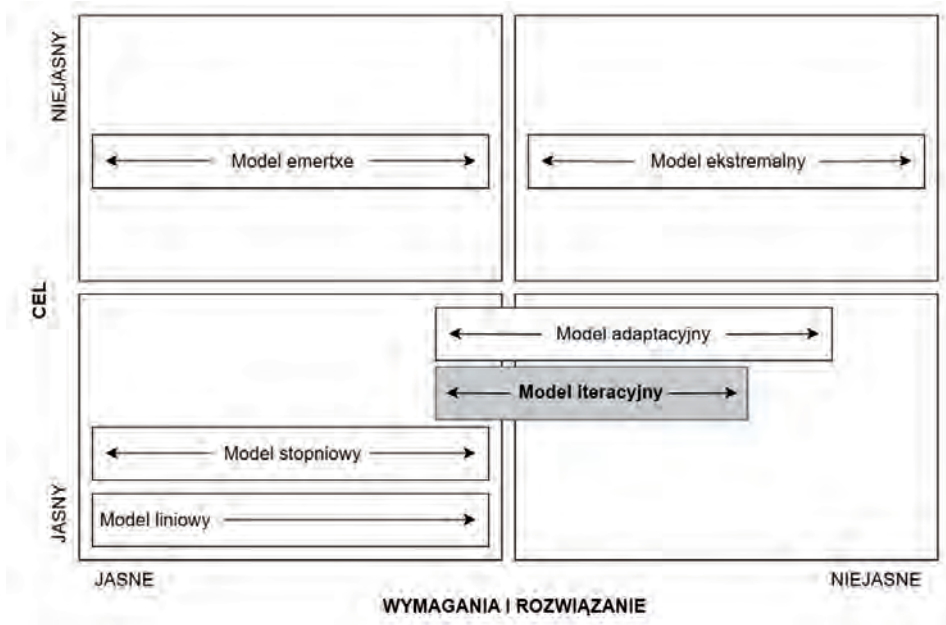 NIEJASNY
Model emertxe
Model ekstremalny
CEL
Model adaptacyjny
Model iteracyjny
Model stopniowy
JASNY
Model liniowy
JASNE
NIEJASNE
WYMAGANIA I ROZWIĄZANIE